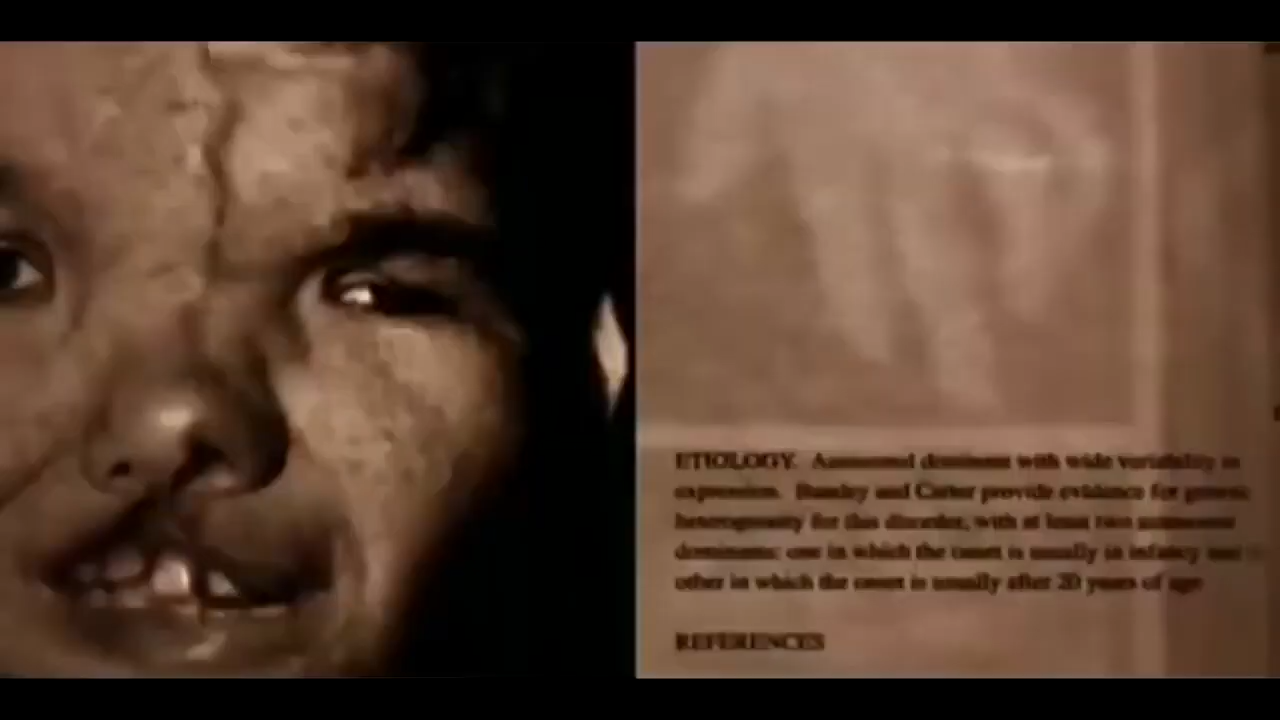 ETIOLOGY. Autosomal dominant with wide variability in
expression. and Carter provide evidence for genetic
heterogeneity for this disorder, with at least two autosomal
dominants: one in which the onset is usually in infancy and
other in which the onset is usually after 20 years of age
REFERENCES